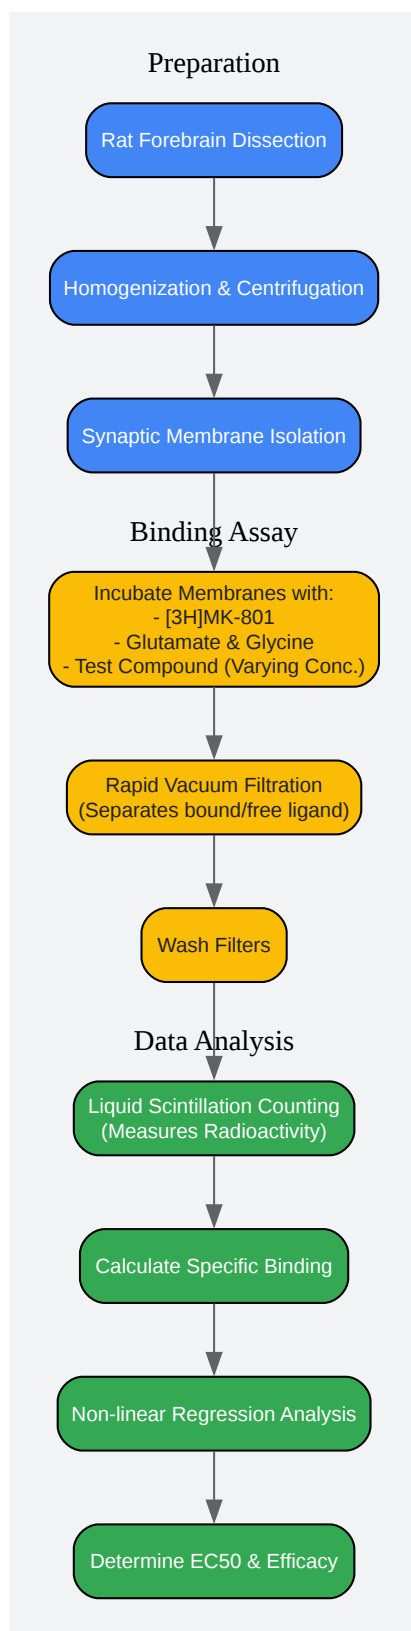 Preparation
Rat Forebrain Dissection
Homogenization & Centrifugation
Synaptic Membrane Isolation
Binding Assay
Incubate Membranes with:
- [3H]MK-801
- Glutamate & Glycine
- Test Compound (Varying Conc.)
Rapid Vacuum Filtration
(Separates bound/free ligand)
Wash Filters
Data Analysis
Liquid Scintillation Counting
(Measures Radioactivity)
Calculate Specific Binding
Non-linear Regression Analysis
Determine EC50 & Efficacy